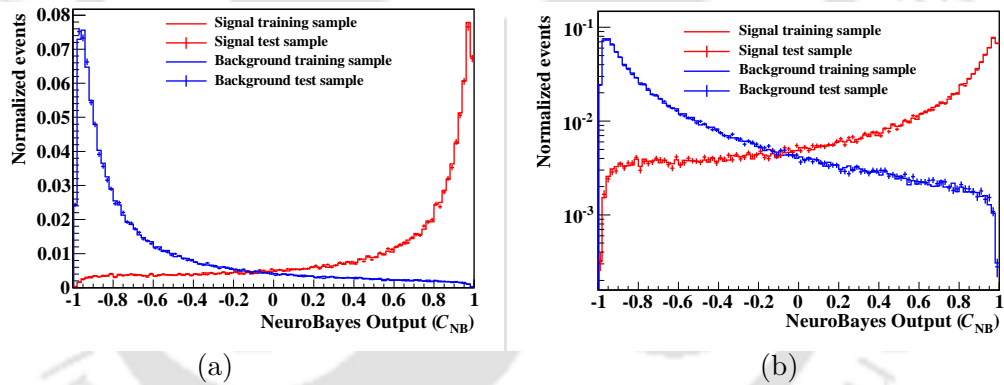 Normalized events
0.08
0.07
0.06
0.05
0.04
0.03
0.02
0.01
0
Signal training sample
Signal test sample
Background training sample
Background test sample
-1 -0.8 -0.6 -0.4 -0.2 0 0.2 0.4 0.6 0.8 1
NeuroBayes Output (C_NB)
(a)
Normalized events
10^-1
10^-2
10^-3
Signal training sample
Signal test sample
Background training sample
Background test sample
-1 -0.8 -0.6 -0.4 -0.2 0 0.2 0.4 0.6 0.8 1
NeuroBayes Output (C_NB)
(b)